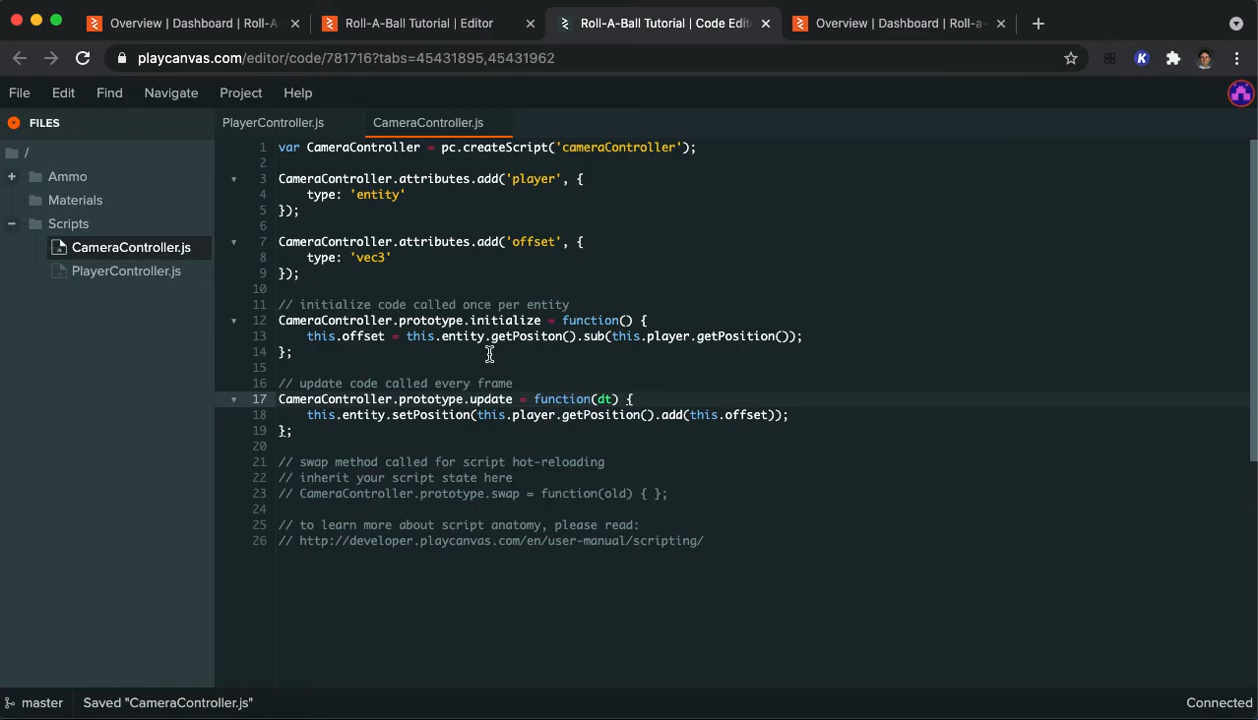 Overview | Dashboard | Roll-A-
Roll-A-Ball Tutorial | Editor
Roll-A-Ball Tutorial | Code Edit
Overview | Dashboard | Roll-a-
playcanvas.com/editor/code/781716?tabs=45431895,45431962
K
File
Edit
Find
Navigate
Project
Help
FILES
PlayerController.js
CameraController.js
/
Ammo
Materials
Scripts
CameraController.js
PlayerController.js
1 var CameraController = pc.createScript('cameraController');
2
3 CameraController.attributes.add('player', {
4 type: 'entity'
5 });
6
7 CameraController.attributes.add('offset', {
8 type: 'vec3'
9 });
10
11 // initialize code called once per entity
12 CameraController.prototype.initialize = function() {
13 this.offset = this.entity.getPositon().sub(this.player.getPosition());
14 };
15
16 // update code called every frame
17 CameraController.prototype.update = function(dt) {
18 this.entity.setPosition(this.player.getPosition().add(this.offset));
19 };
20
21 // swap method called for script hot-reloading
22 // inherit your script state here
23 // CameraController.prototype.swap = function(old) { };
24
25 // to learn more about script anatomy, please read:
26 // http://developer.playcanvas.com/en/user-manual/scripting/
master
Saved "CameraController.js"
Connected